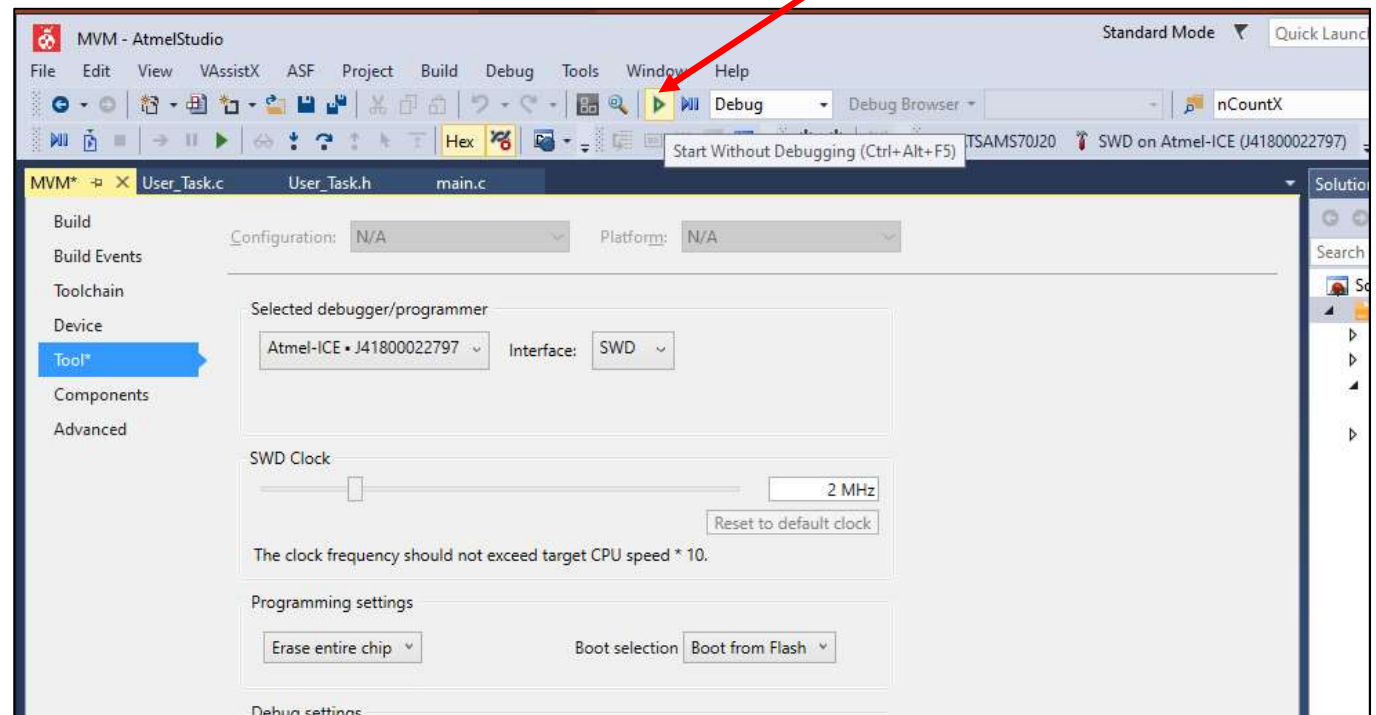 MVM - AtmelStudio
Standard Mode
Quick Launc
File Edit View VAssistX ASF Project Build Debug Tools Window Help
Debug Debug Browser nCountX
Hex TSAMS70J20 SWD on Atmel-ICE (J41800022797)
Start Without Debugging (Ctrl+Alt+F5)
MVM* User_Task.c User_Task.h main.c
Solutio
Build
Configuration: N/A Platform: N/A
Search
Build Events
Toolchain
So
Selected debugger/programmer
Device
Atmel-ICE • J41800022797 Interface: SWD
Tool*
Components
Advanced
SWD Clock
2 MHz
Reset to default clock
The clock frequency should not exceed target CPU speed * 10.
Programming settings
Erase entire chip Boot selection Boot from Flash
Debug settings